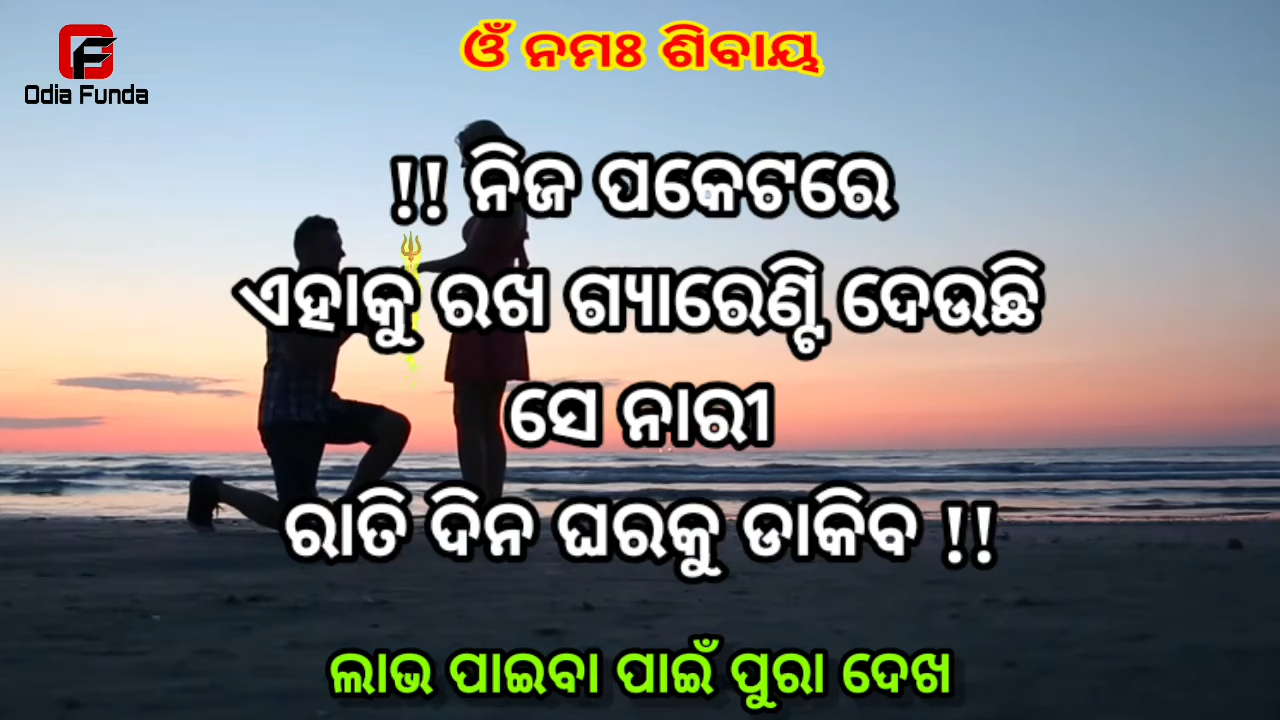 ଓଁ ନମଃ ଶିବାୟ
Odia Funda
!! ନିଜ ପକେଟରେ
ଏହାକୁ ରଖ ଗ୍ୟାରେଣ୍ଟି ଦେଉଛି
ସେ ନାରୀ
ରାତି ଦିନ ଘରକୁ ଡାକିବ !!
ଲାଭ ପାଇବା ପାଇଁ ପୁରା ଦେଖ